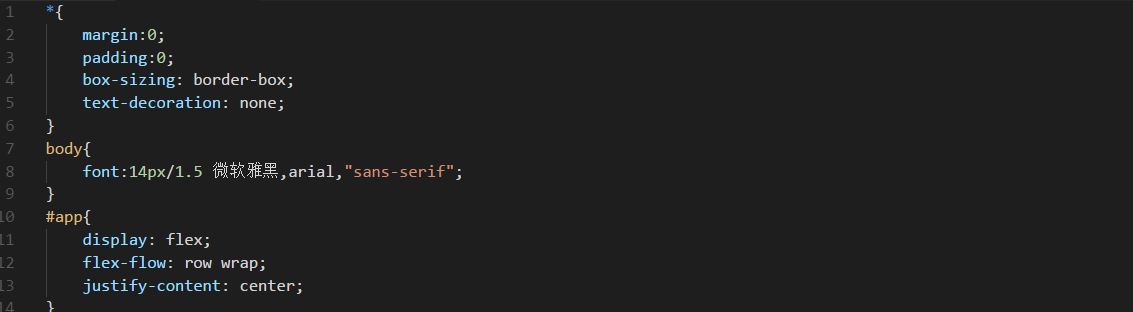 1 *{
2 margin:0;
3 padding:0;
4 box-sizing: border-box;
5 text-decoration: none;
6 }
7 body{
8 font:14px/1.5 微软雅黑,arial,"sans-serif";
9 }
10 #app{
11 display: flex;
12 flex-flow: row wrap;
13 justify-content: center;
14 }